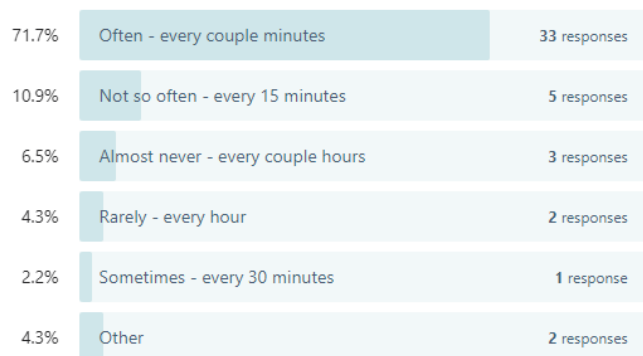 71.7% Often - every couple minutes 33 responses
10.9% Not so often - every 15 minutes 5 responses
6.5% Almost never - every couple hours 3 responses
4.3% Rarely - every hour 2 responses
2.2% Sometimes - every 30 minutes 1 response
4.3% Other 2 responses